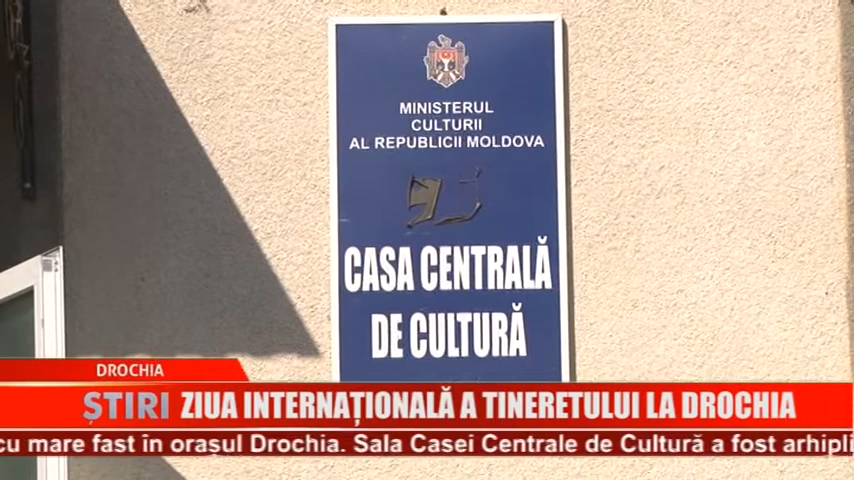 MINISTERUL
CULTURII
AL REPUBLICII MOLDOVA
CASA CENTRALĂ
DE CULTURĂ
DROCHIA
ȘTIRI ZIUA INTERNAȚIONALĂ A TINERETULUI LA DROCHIA
cu mare fast în orașul Drochia. Sala Casei Centrale de Cultură a fost arhipli